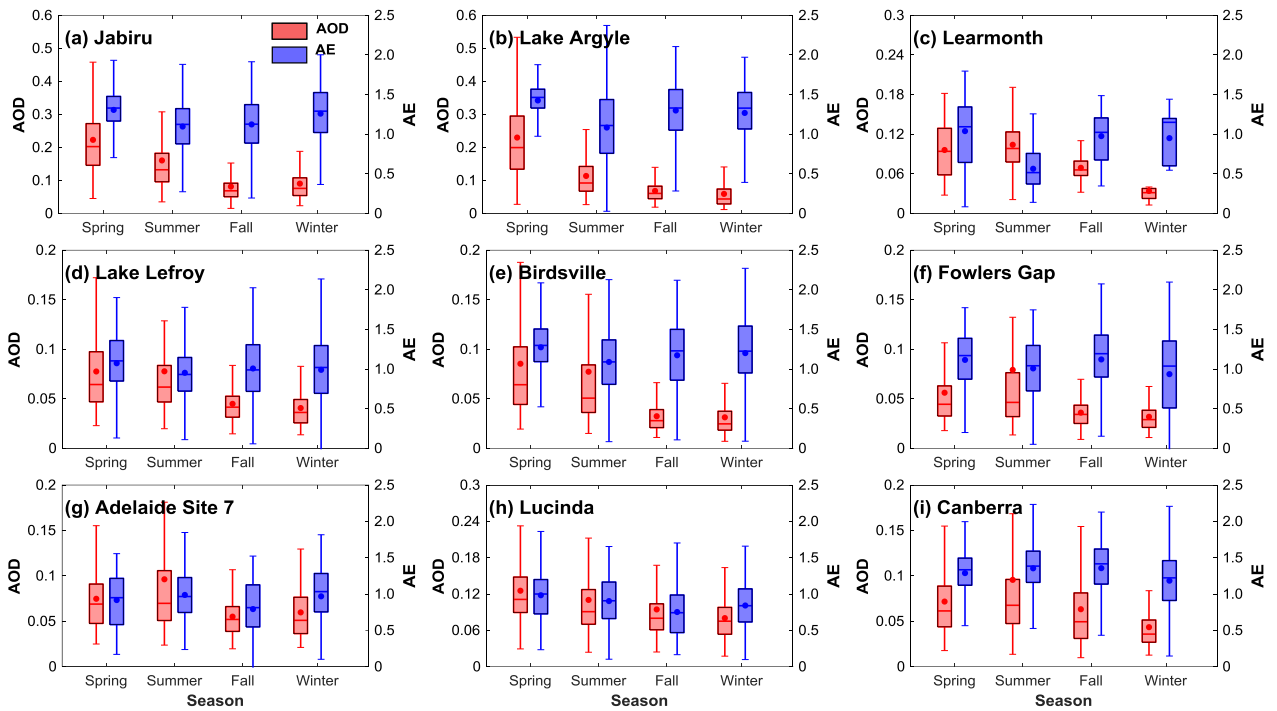 (a) Jabiru
AOD
AE
AOD
0.6
0.5
0.4
0.3
0.2
0.1
0
2.5
2.0
1.5
1.0
0.5
0
AE
Spring Summer Fall Winter
(b) Lake Argyle
AOD
0.6
0.5
0.4
0.3
0.2
0.1
0
2.5
2.0
1.5
1.0
0.5
0
AE
Spring Summer Fall Winter
(c) Learmonth
AOD
0.3
0.24
0.18
0.12
0.06
0
2.5
2.0
1.5
1.0
0.5
0
AE
Spring Summer Fall Winter
(d) Lake Lefroy
AOD
0.2
0.15
0.1
0.05
0
2.5
2.0
1.5
1.0
0.5
0
AE
Spring Summer Fall Winter
(e) Birdsville
AOD
0.2
0.15
0.1
0.05
0
2.5
2.0
1.5
1.0
0.5
0
AE
Spring Summer Fall Winter
(f) Fowlers Gap
AOD
0.2
0.15
0.1
0.05
0
2.5
2.0
1.5
1.0
0.5
0
AE
Spring Summer Fall Winter
(g) Adelaide Site 7
AOD
0.2
0.15
0.1
0.05
0
2.5
2.0
1.5
1.0
0.5
0
AE
Spring Summer Fall Winter
Season
(h) Lucinda
AOD
0.3
0.24
0.18
0.12
0.06
0
2.5
2.0
1.5
1.0
0.5
0
AE
Spring Summer Fall Winter
Season
(i) Canberra
AOD
0.2
0.15
0.1
0.05
0
2.5
2.0
1.5
1.0
0.5
0
AE
Spring Summer Fall Winter
Season